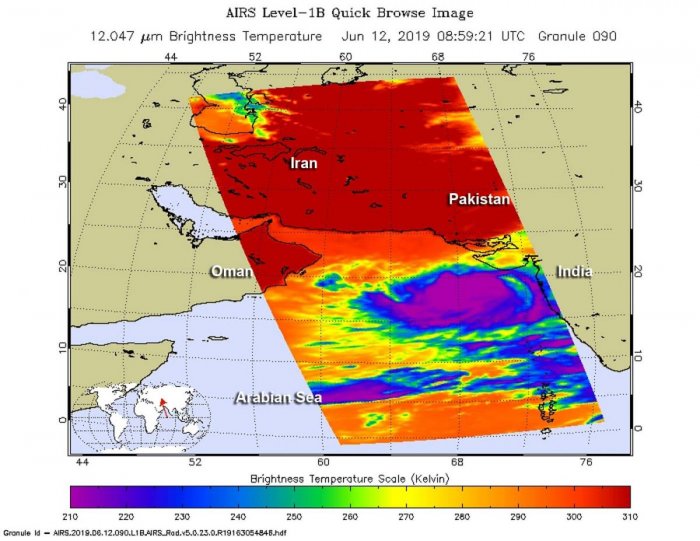 AIRS Level-1B Quick Browse Image
12.047 μm Brightness Temperature Jun 12, 2019 08:59:21 UTC Granule 090
44 52 60 68 76
40 40
Iran
30 30
Pakistan
20 Oman India 20
10 10
Arabian Sea
0 0
44 52 60 68 76
Brightness Temperature Scale (Kelvin)
210 220 230 240 250 260 270 280 290 300 310
Granule Id – AIRS.2019.06.12.090.L1B.AIRS_Rad.v5.0.23.0.R19163054848.hdf